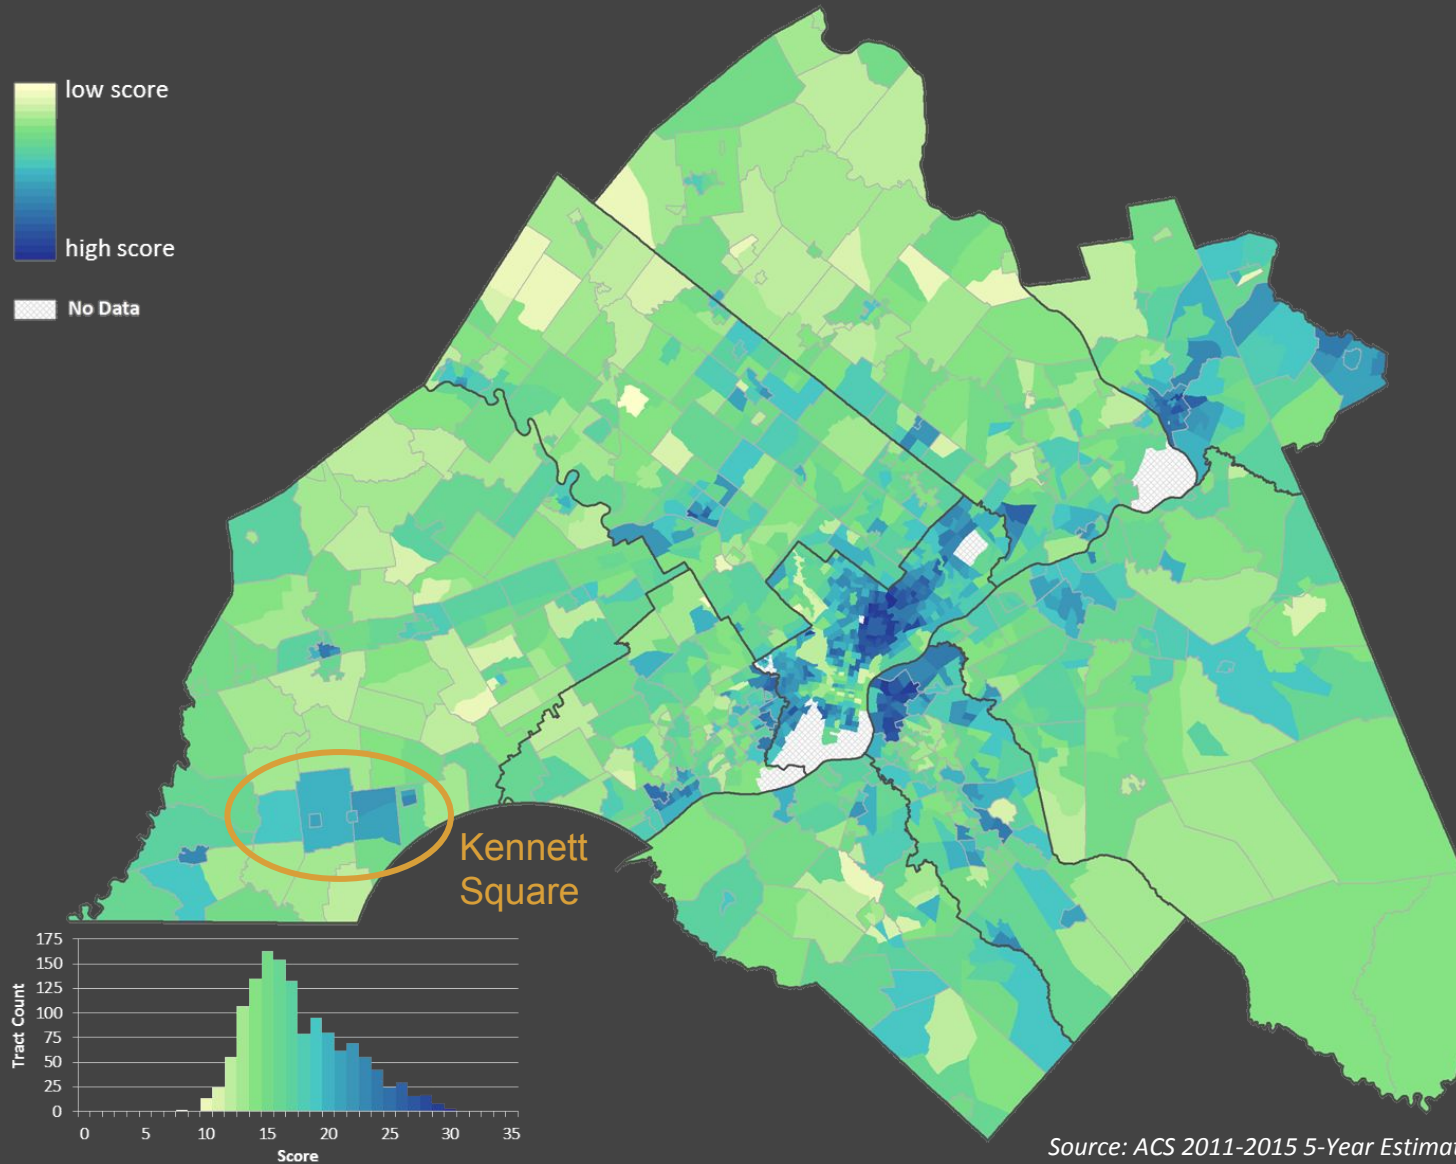 low score
high score
No Data
Kennett
Square
175
150
125
100
75
50
25
0
Tract Count
0 5 10 15 20 25 30 35
Score
Source: ACS 2011-2015 5-Year Estimat